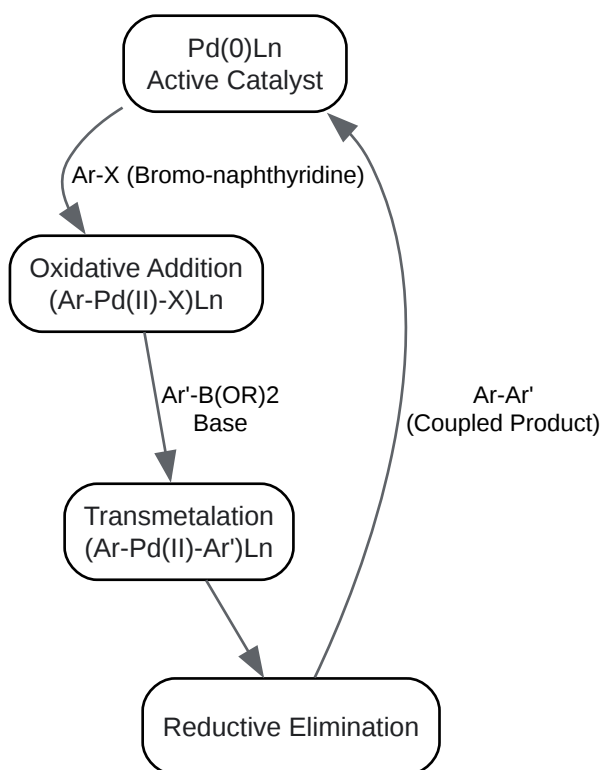 Pd(0)Ln
Active Catalyst
Ar-X (Bromo-naphthyridine)
Oxidative Addition
(Ar-Pd(II)-X)Ln
Ar'-B(OR)2
Base
Ar-Ar'
(Coupled Product)
Transmetalation
(Ar-Pd(II)-Ar')Ln
Reductive Elimination